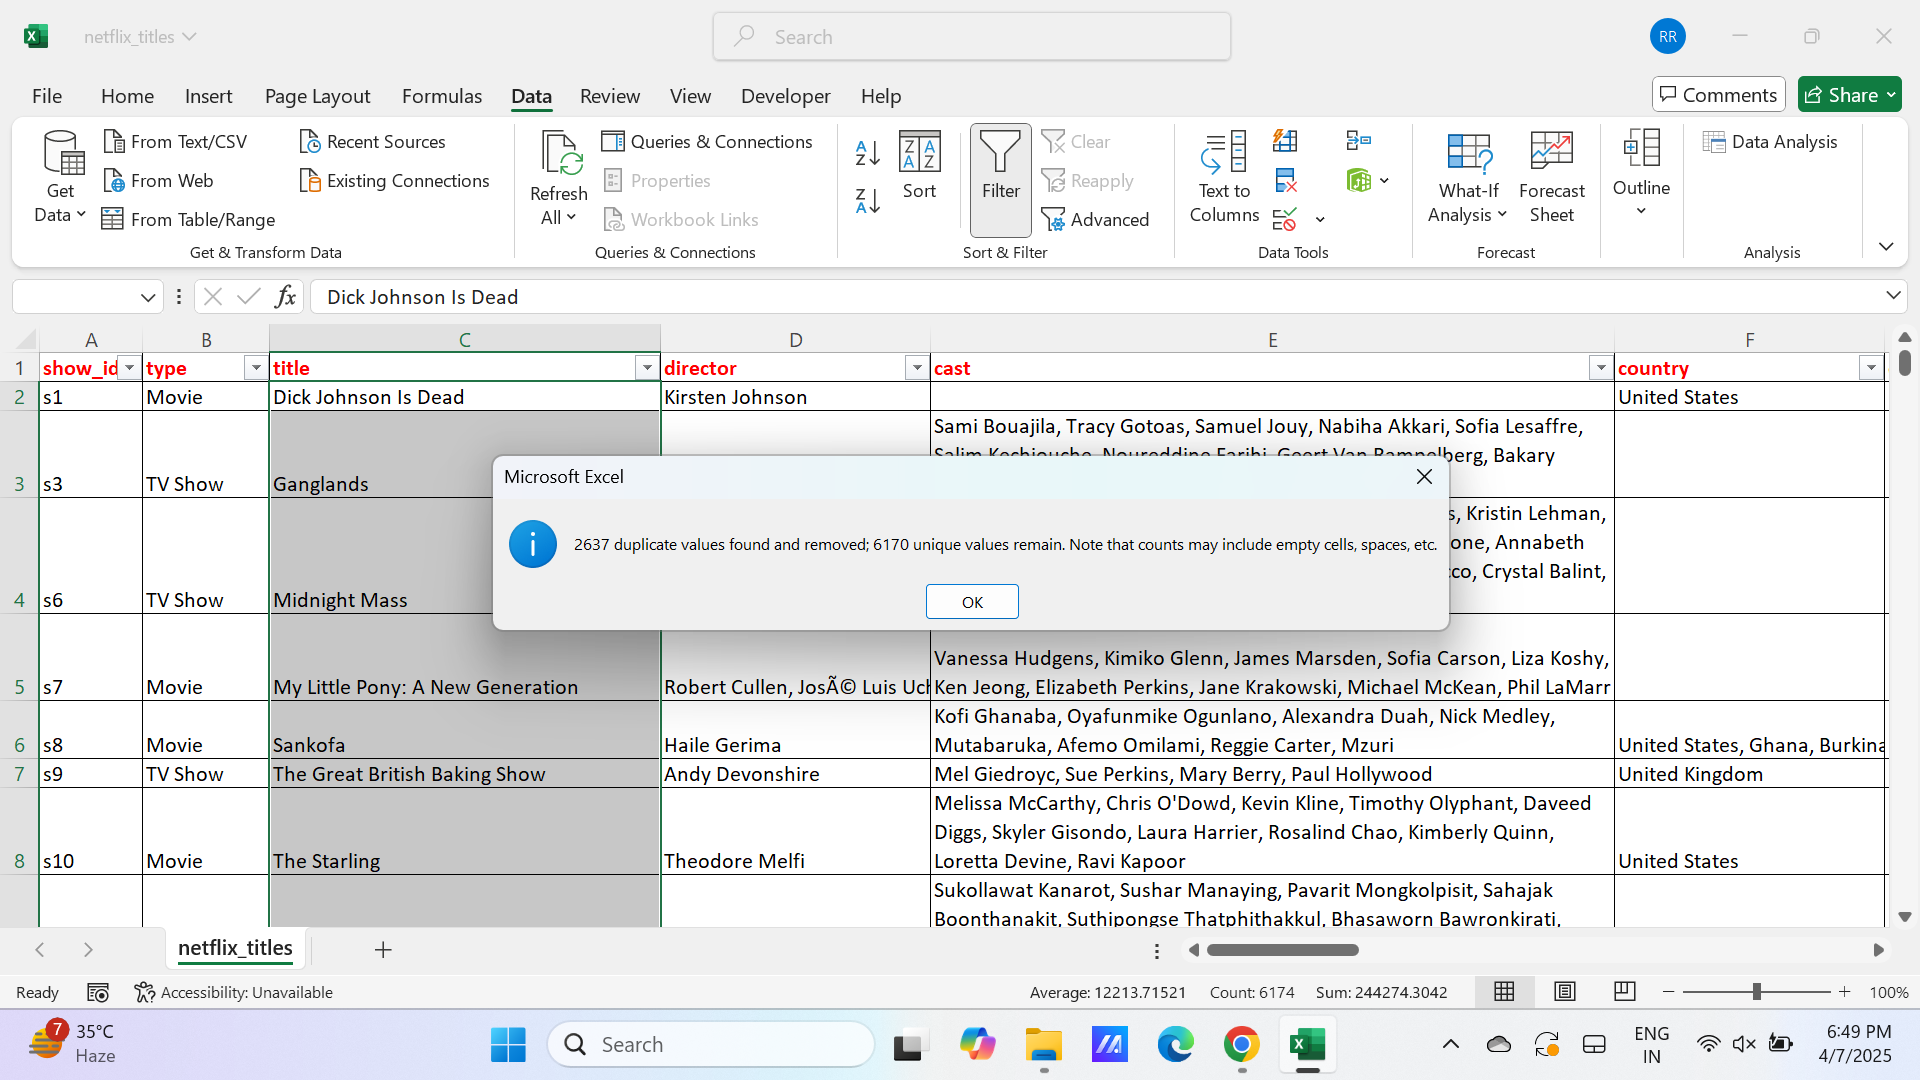 netflix_titles
Search
RR
File Home Insert Page Layout Formulas Data Review View Developer Help
Comments Share
Get Data
From Text/CSV
From Web
From Table/Range
Recent Sources
Existing Connections
Get & Transform Data
Refresh All
Queries & Connections
Properties
Workbook Links
Queries & Connections
Sort
Filter
Clear
Reapply
Advanced
Sort & Filter
Text to Columns
Data Tools
What-If Analysis
Forecast Sheet
Forecast
Outline
Data Analysis
Analysis
fx Dick Johnson Is Dead
A B C D E F
1 show_id type title director cast country
2 s1 Movie Dick Johnson Is Dead Kirsten Johnson United States
Sami Bouajila, Tracy Gotoas, Samuel Jouy, Nabiha Akkari, Sofia Lesaffre,
Salim Kechiouche, Noureddine Farihi, Geert Van Rampelberg, Bakary
3 s3 TV Show Ganglands
Microsoft Excel
2637 duplicate values found and removed; 6170 unique values remain. Note that counts may include empty cells, spaces, etc.
OK
s, Kristin Lehman,
one, Annabeth
co, Crystal Balint,
4 s6 TV Show Midnight Mass
Vanessa Hudgens, Kimiko Glenn, James Marsden, Sofia Carson, Liza Koshy,
5 s7 Movie My Little Pony: A New Generation Robert Cullen, JosÃ© Luis Uch Ken Jeong, Elizabeth Perkins, Jane Krakowski, Michael McKean, Phil LaMarr
Kofi Ghanaba, Oyafunmike Ogunlano, Alexandra Duah, Nick Medley,
6 s8 Movie Sankofa Haile Gerima Mutabaruka, Afemo Omilami, Reggie Carter, Mzuri United States, Ghana, Burkina
7 s9 TV Show The Great British Baking Show Andy Devonshire Mel Giedroyc, Sue Perkins, Mary Berry, Paul Hollywood United Kingdom
Melissa McCarthy, Chris O'Dowd, Kevin Kline, Timothy Olyphant, Daveed
Diggs, Skyler Gisondo, Laura Harrier, Rosalind Chao, Kimberly Quinn,
8 s10 Movie The Starling Theodore Melfi Loretta Devine, Ravi Kapoor United States
Sukollawat Kanarot, Sushar Manaying, Pavarit Mongkolpisit, Sahajak
Boonthanakit, Suthipongse Thatphithakkul, Bhasaworn Bawronkirati,
netflix_titles
Ready Accessibility: Unavailable Average: 12213.71521 Count: 6174 Sum: 244274.3042 100%
7
35°C
Haze
Search
ENG
IN
6:49 PM
4/7/2025